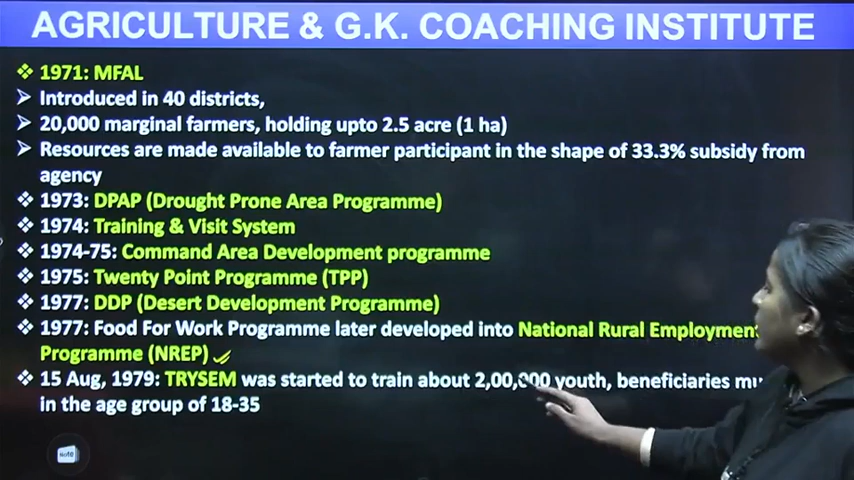 AGRICULTURE & G.K. COACHING INSTITUTE
❖ 1971: MFAL
➤ Introduced in 40 districts,
➤ 20,000 marginal farmers, holding upto 2.5 acre (1 ha)
➤ Resources are made available to farmer participant in the shape of 33.3% subsidy from
agency
❖ 1973: DPAP (Drought Prone Area Programme)
❖ 1974: Training & Visit System
❖ 1974-75: Command Area Development programme
❖ 1975: Twenty Point Programme (TPP)
❖ 1977: DDP (Desert Development Programme)
❖ 1977: Food For Work Programme later developed into National Rural Employment
Programme (NREP)
❖ 15 Aug, 1979: TRYSEM was started to train about 2,00,000 youth, beneficiaries
in the age group of 18-35